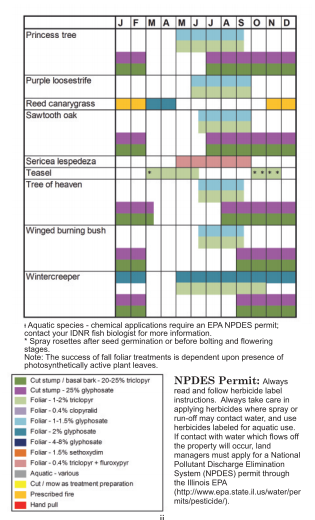 J F M A M J J A S O N D
Princess tree
Purple loosestrife
Reed canarygrass
Sawtooth oak
Sericea lespedeza
Teasel * * * * *
Tree of heaven
Winged burning bush
Wintercreeper
ŧ Aquatic species - chemical applications require an EPA NPDES permit;
contact your IDNR fish biologist for more information.
* Spray rosettes after seed germination or before bolting and flowering
stages.
Note: The success of fall foliar treatments is dependent upon presence of
photosynthetically active plant leaves.
Cut stump / basal bark - 20-25% triclopyr
Cut stump - 25% glyphosate
Foliar - 1-2% triclopyr
Foliar - 0.4% clopyralid
Foliar - 1-1.5% glyphosate
Foliar - 2% glyphosate
Foliar - 4-8% glyphosate
Foliar - 1.5% sethoxydim
Foliar - 0.4% triclopyr + fluroxypyr
Aquatic - various
Cut / mow as treatment preparation
Prescribed fire
Hand pull
NPDES Permit: Always
read and follow herbicide label
instructions. Always take care in
applying herbicides where spray or
run-off may contact water, and use
herbicides labeled for aquatic use.
If contact with water which flows off
the property will occur, land
managers must apply for a National
Pollutant Discharge Elimination
System (NPDES) permit through
the Illinois EPA
(http://www.epa.state.il.us/water/per
mits/pesticide/).
ii